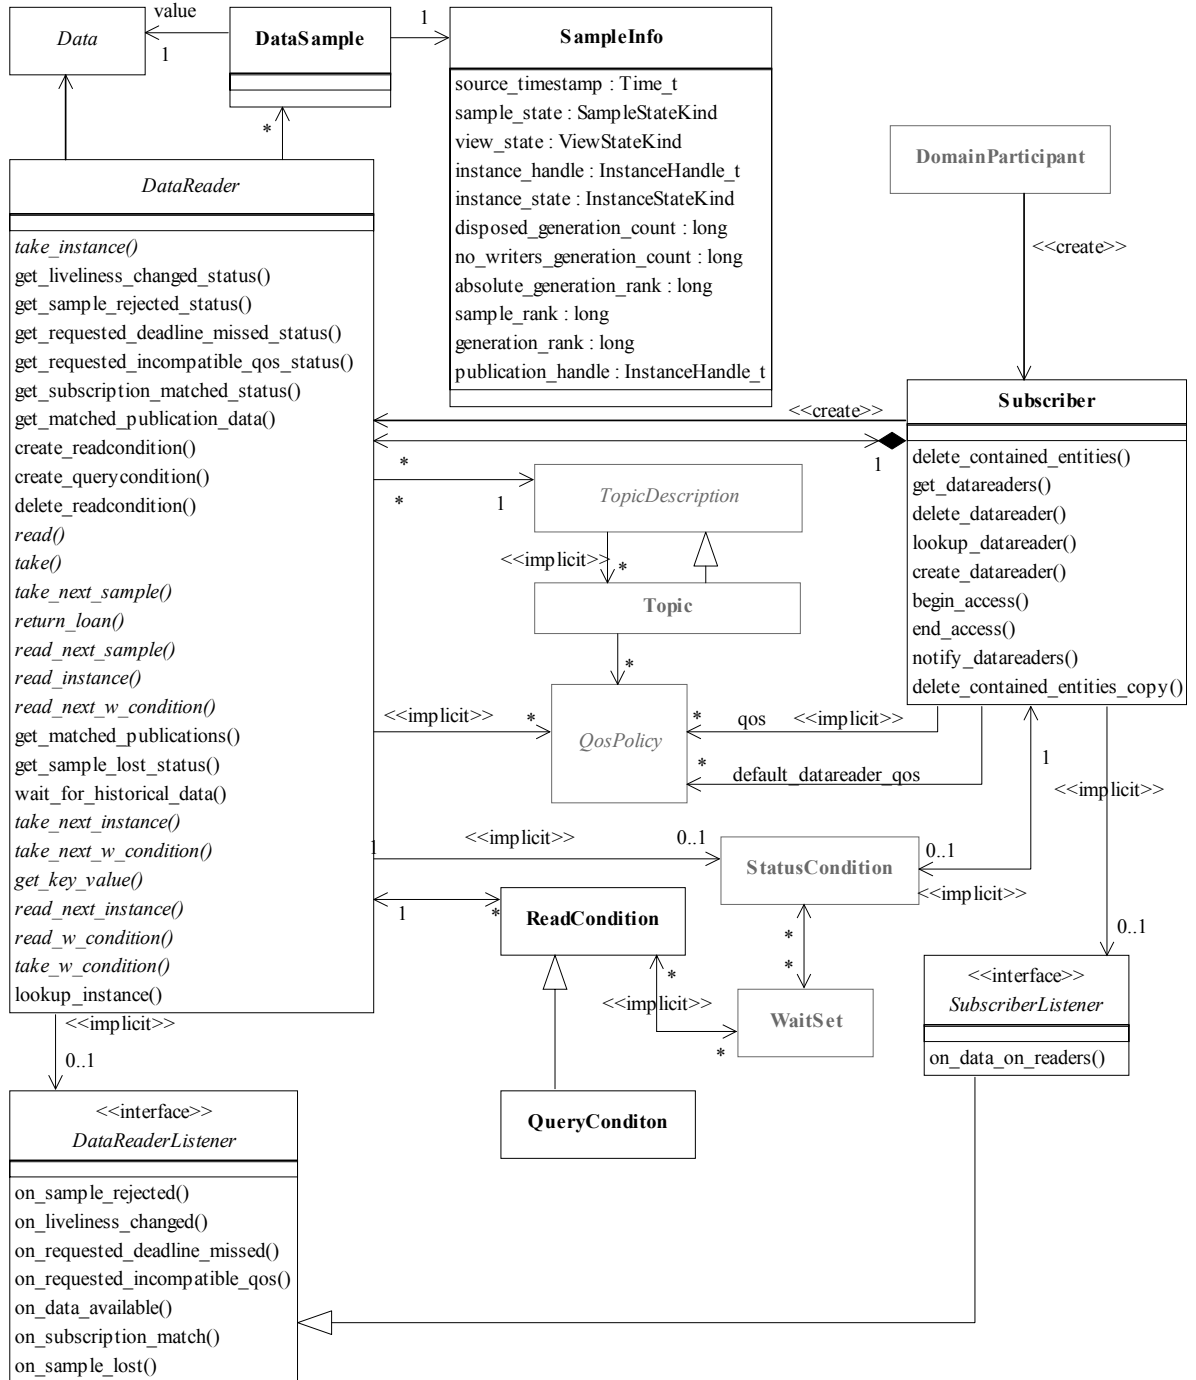 Data
value
1
DataSample
1
SampleInfo
source_timestamp : Time_t
sample_state : SampleStateKind
view_state : ViewStateKind
instance_handle : InstanceHandle_t
instance_state : InstanceStateKind
disposed_generation_count : long
no_writers_generation_count : long
absolute_generation_rank : long
sample_rank : long
generation_rank : long
publication_handle : InstanceHandle_t
*
DomainParticipant
<<create>>
DataReader
take_instance()
get_liveliness_changed_status()
get_sample_rejected_status()
get_requested_deadline_missed_status()
get_requested_incompatible_qos_status()
get_subscription_matched_status()
get_matched_publication_data()
create_readcondition()
create_querycondition()
delete_readcondition()
read()
take()
take_next_sample()
return_loan()
read_next_sample()
read_instance()
read_next_w_condition()
get_matched_publications()
get_sample_lost_status()
wait_for_historical_data()
take_next_instance()
take_next_w_condition()
get_key_value()
read_next_instance()
read_w_condition()
take_w_condition()
lookup_instance()
<<create>>
1
Subscriber
delete_contained_entities()
get_datareaders()
delete_datareader()
lookup_datareader()
create_datareader()
begin_access()
end_access()
notify_datareaders()
delete_contained_entities_copy()
*
*
1
TopicDescription
<<implicit>>
*
Topic
*
<<implicit>>
*
QosPolicy
*
qos
<<implicit>>
*
default_datareader_qos
1
<<implicit>>
1
<<implicit>>
0..1
StatusCondition
0..1
<<implicit>>
1
*
ReadCondition
*
*
*
<<implicit>>
*
WaitSet
QueryConditon
0..1
<<interface>>
SubscriberListener
on_data_on_readers()
<<implicit>>
0..1
<<interface>>
DataReaderListener
on_sample_rejected()
on_liveliness_changed()
on_requested_deadline_missed()
on_requested_incompatible_qos()
on_data_available()
on_subscription_match()
on_sample_lost()